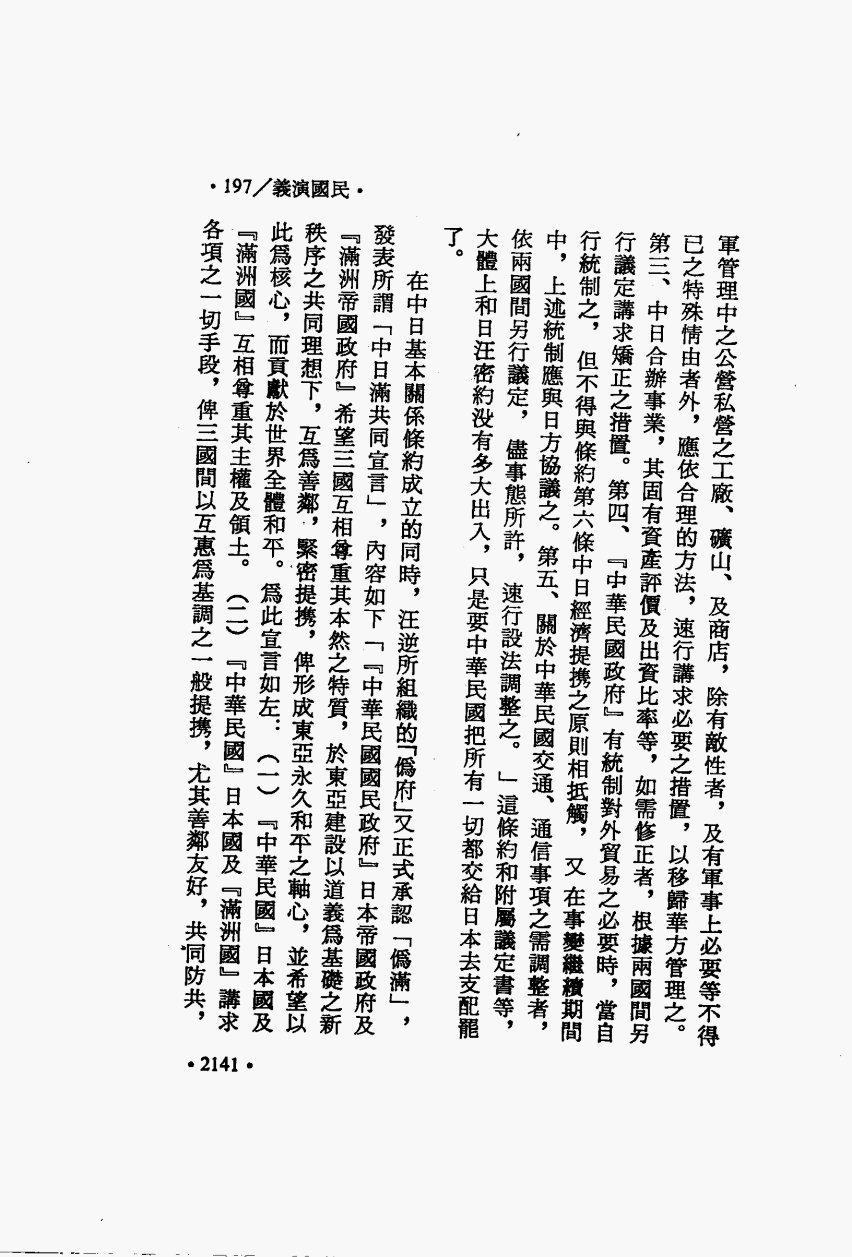 •197／義演國民•
軍管理中之公營私營之工廠、礦山、及商店，除有敵性者，及有軍事上必要等不得
已之特殊情由者外，應依合理的方法，速行講求必要之措置，以移歸華方管理之。
第三、中日合辦事業，其固有資產評價及出資比率等，如需修正者，根據兩國間另
行議定講求矯正之措置。第四、『中華民國政府』有統制對外貿易之必要時，當自
行統制之，但不得與條約第六條中日經濟提携之原則相抵觸，又在事變繼續期間
中，上述統制應與日方協議之。第五、關於中華民國交通、通信事項之需調整者，
依兩國間另行議定，儘事態所許，速行設法調整之。」這條約和附屬議定書等，
大體上和日汪密約没有多大出入，只是要中華民國把所有一切都交給日本去支配罷
了。
在中日基本關係條約成立的同時，汪逆所組織的「僞府」又正式承認「僞滿」，
發表所謂「中日滿共同宣言」，內容如下「『中華民國國民政府』日本帝國政府及
『滿洲帝國政府』希望三國互相尊重其本然之特質，於東亞建設以道義爲基礎之新
秩序之共同理想下，互爲善鄰，緊密提携，俾形成東亞永久和平之軸心，並希望以
此爲核心，而貢獻於世界全體和平。爲此宣言如左：（一）『中華民國』日本國及
『滿洲國』互相尊重其主權及領土。（二）『中華民國』日本國及『滿洲國』講求
各項之一切手段，俾三國間以互惠爲基調之一般提携，尤其善鄰友好，共同防共，
•2141•